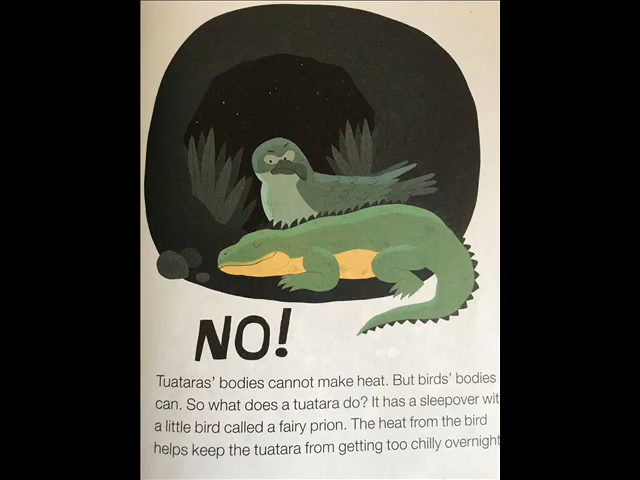 NO!
Tuataras' bodies cannot make heat. But birds' bodies
can. So what does a tuatara do? It has a sleepover wit
a little bird called a fairy prion. The heat from the bird
helps keep the tuatara from getting too chilly overnight